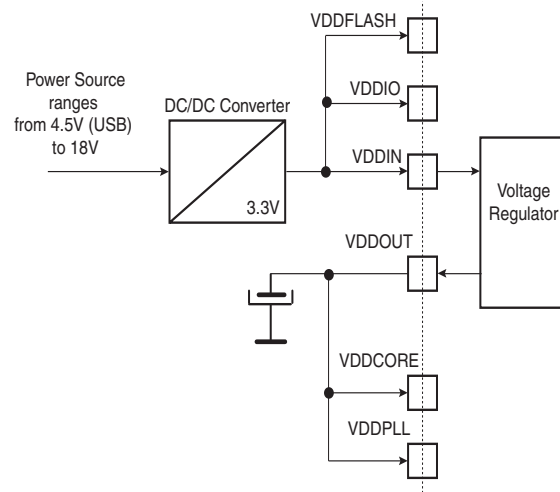 VDDFLASH
Power Source
ranges
from 4.5V (USB)
to 18V
DC/DC Converter
VDDIO
VDDIN
3.3V
Voltage
Regulator
VDDOUT
VDDCORE
VDDPLL